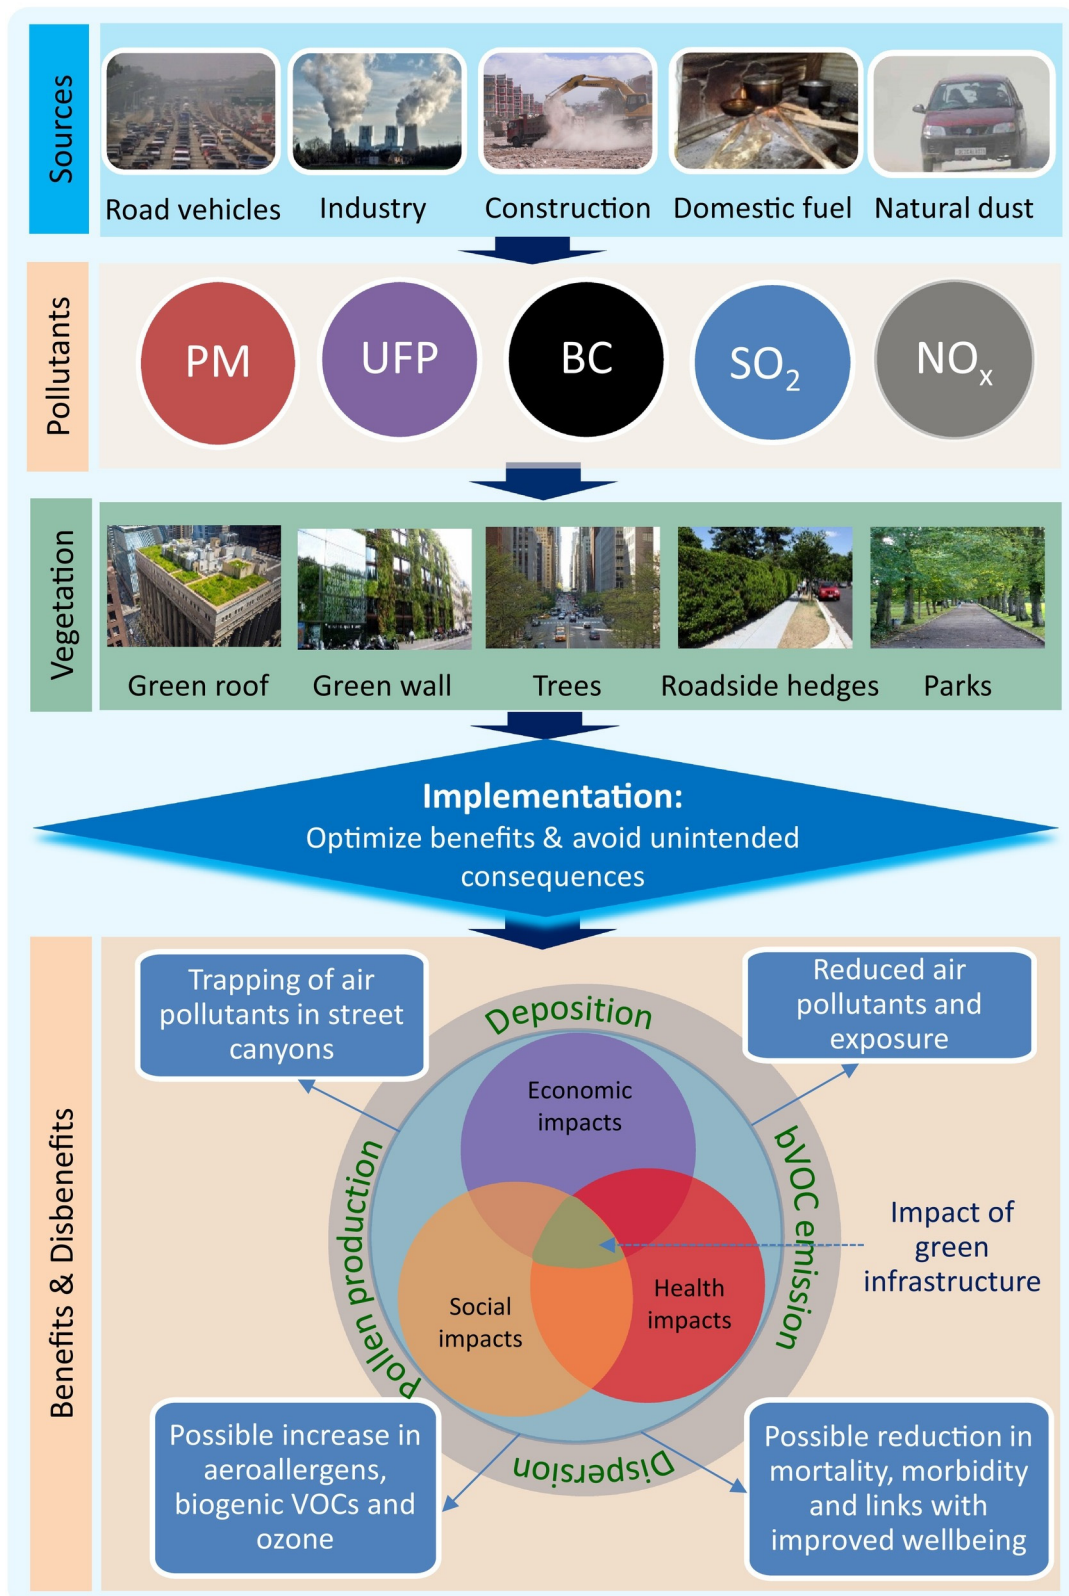 Sources
Road vehicles
Industry
Construction
Domestic fuel
Natural dust
Pollutants
PM
UFP
BC
SO₂
NOₓ
Vegetation
Green roof
Green wall
Trees
Roadside hedges
Parks
Implementation:
Optimize benefits & avoid unintended
consequences
Benefits & Disbenefits
Trapping of air
pollutants in street
canyons
Reduced air
pollutants and
exposure
Deposition
Economic
impacts
pollen production
bVOC emission
Impact of
green
infrastructure
Social
impacts
Health
impacts
Dispersion
Possible increase in
aeroallergens,
biogenic VOCs and
ozone
Possible reduction in
mortality, morbidity
and links with
improved wellbeing